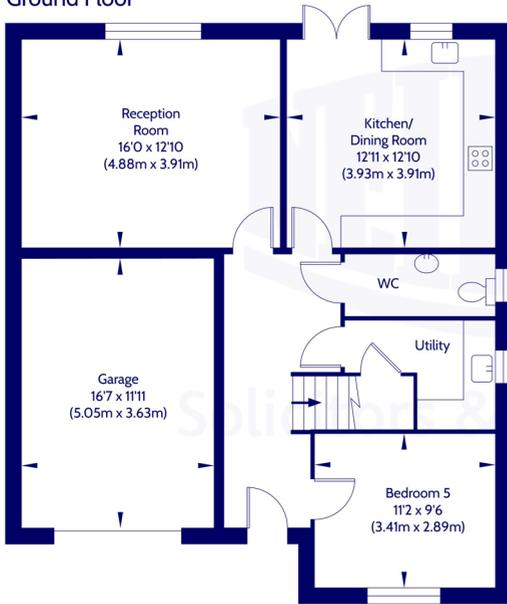 Ground Floor
Reception
Room
16'0 x 12'10
(4.88m x 3.91m)
Kitchen/
Dining Room
12'11 x 12'10
(3.93m x 3.91m)
WC
Utility
Garage
16'7 x 11'11
(5.05m x 3.63m)
Solicitors &
Bedroom 5
11'2 x 9'6
(3.41m x 2.89m)